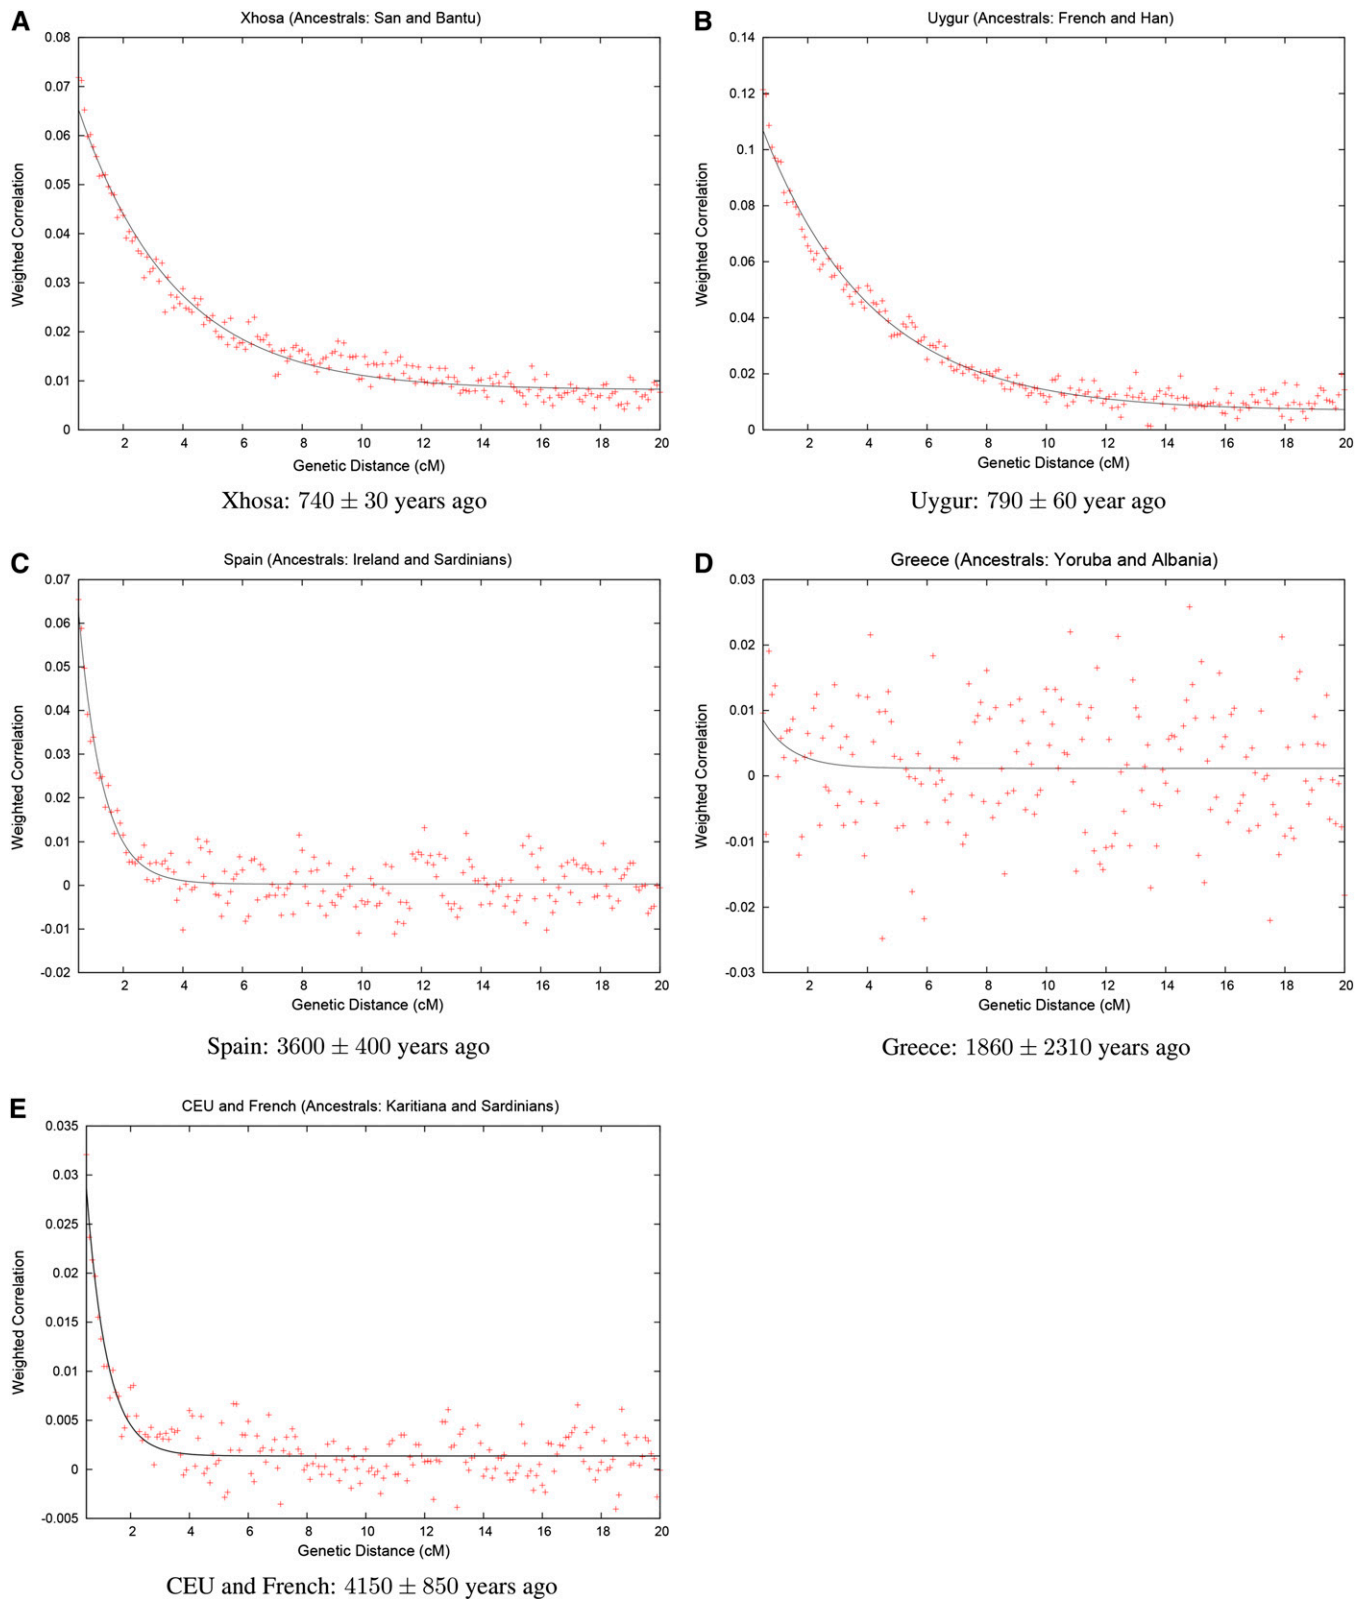 A
Xhosa (Ancestrals: San and Bantu)
0.08
0.07
0.06
0.05
0.04
0.03
0.02
0.01
0
Weighted Correlation
2 4 6 8 10 12 14 16 18 20
Genetic Distance (cM)
Xhosa: 740 ± 30 years ago
B
Uygur (Ancestrals: French and Han)
0.14
0.12
0.1
0.08
0.06
0.04
0.02
0
Weighted Correlation
2 4 6 8 10 12 14 16 18 20
Genetic Distance (cM)
Uygur: 790 ± 60 year ago
C
Spain (Ancestrals: Ireland and Sardinians)
0.07
0.06
0.05
0.04
0.03
0.02
0.01
0
-0.01
-0.02
Weighted Correlation
2 4 6 8 10 12 14 16 18 20
Genetic Distance (cM)
Spain: 3600 ± 400 years ago
D
Greece (Ancestrals: Yoruba and Albania)
0.03
0.02
0.01
0
-0.01
-0.02
-0.03
Weighted Correlation
2 4 6 8 10 12 14 16 18 20
Genetic Distance (cM)
Greece: 1860 ± 2310 years ago
E
CEU and French (Ancestrals: Karitiana and Sardinians)
0.035
0.03
0.025
0.02
0.015
0.01
0.005
0
-0.005
Weighted Correlation
2 4 6 8 10 12 14 16 18 20
Genetic Distance (cM)
CEU and French: 4150 ± 850 years ago